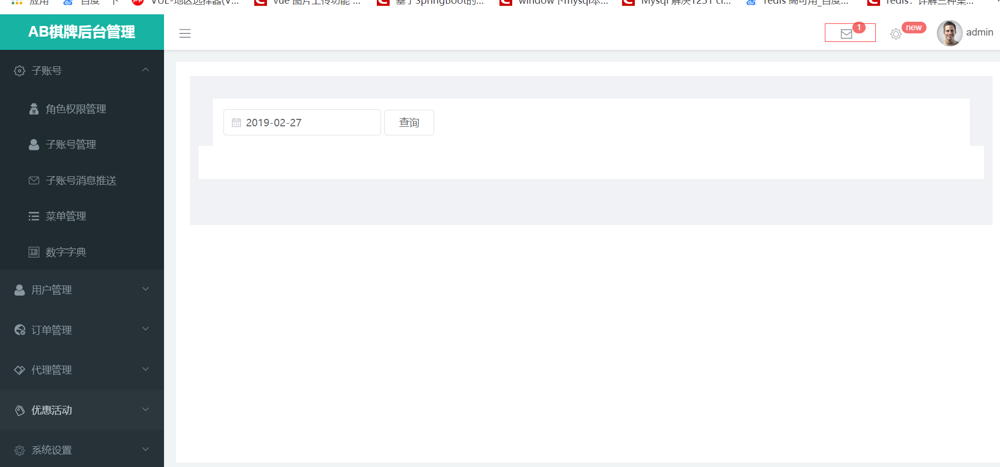 应用 百度一下 VUE-地区选择器(V... vue 图片上传功能 ... 基于SpringBoot的... window下mysql本... Mysql 解决1251 cl... redis 高可用_百度... redis：详解三种集...
AB棋牌后台管理
1 new admin
子账号
角色权限管理
子账号管理
子账号消息推送
菜单管理
数字字典
用户管理
订单管理
代理管理
优惠活动
系统设置
2019-02-27 查询